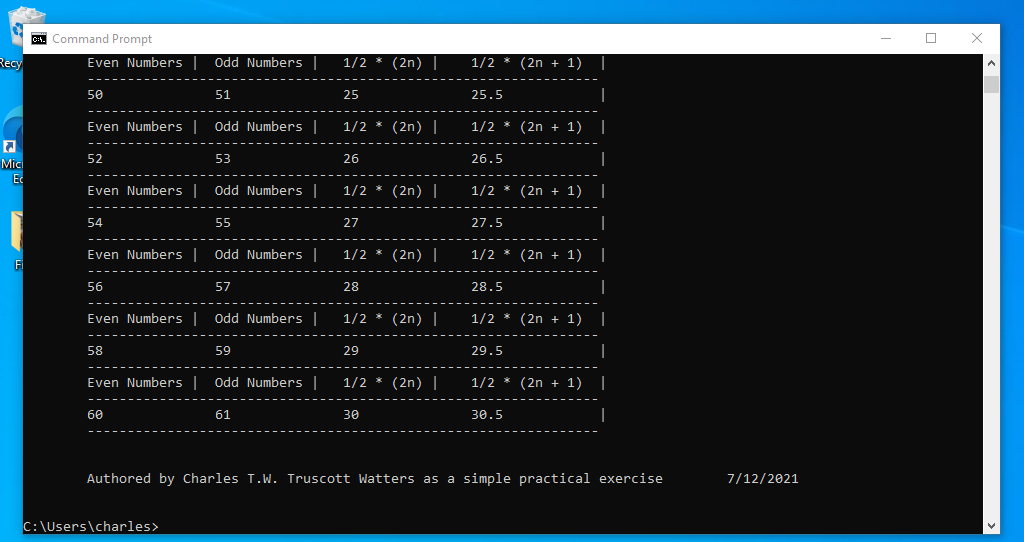 Command Prompt
Even Numbers | Odd Numbers | 1/2 * (2n) | 1/2 * (2n + 1) |
----------------------------------------------------------------
50 51 25 25.5 |
----------------------------------------------------------------
Even Numbers | Odd Numbers | 1/2 * (2n) | 1/2 * (2n + 1) |
----------------------------------------------------------------
52 53 26 26.5 |
----------------------------------------------------------------
Even Numbers | Odd Numbers | 1/2 * (2n) | 1/2 * (2n + 1) |
----------------------------------------------------------------
54 55 27 27.5 |
----------------------------------------------------------------
Even Numbers | Odd Numbers | 1/2 * (2n) | 1/2 * (2n + 1) |
----------------------------------------------------------------
56 57 28 28.5 |
----------------------------------------------------------------
Even Numbers | Odd Numbers | 1/2 * (2n) | 1/2 * (2n + 1) |
----------------------------------------------------------------
58 59 29 29.5 |
----------------------------------------------------------------
Even Numbers | Odd Numbers | 1/2 * (2n) | 1/2 * (2n + 1) |
----------------------------------------------------------------
60 61 30 30.5 |
----------------------------------------------------------------
Authored by Charles T.W. Truscott Watters as a simple practical exercise 7/12/2021
C:\Users\charles>